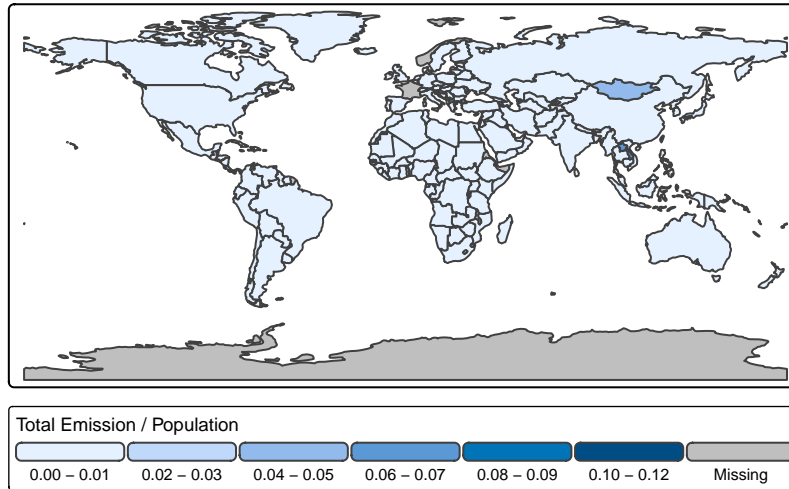 Total Emission / Population
0.00 − 0.01 0.02 − 0.03 0.04 − 0.05 0.06 − 0.07 0.08 − 0.09 0.10 − 0.12 Missing